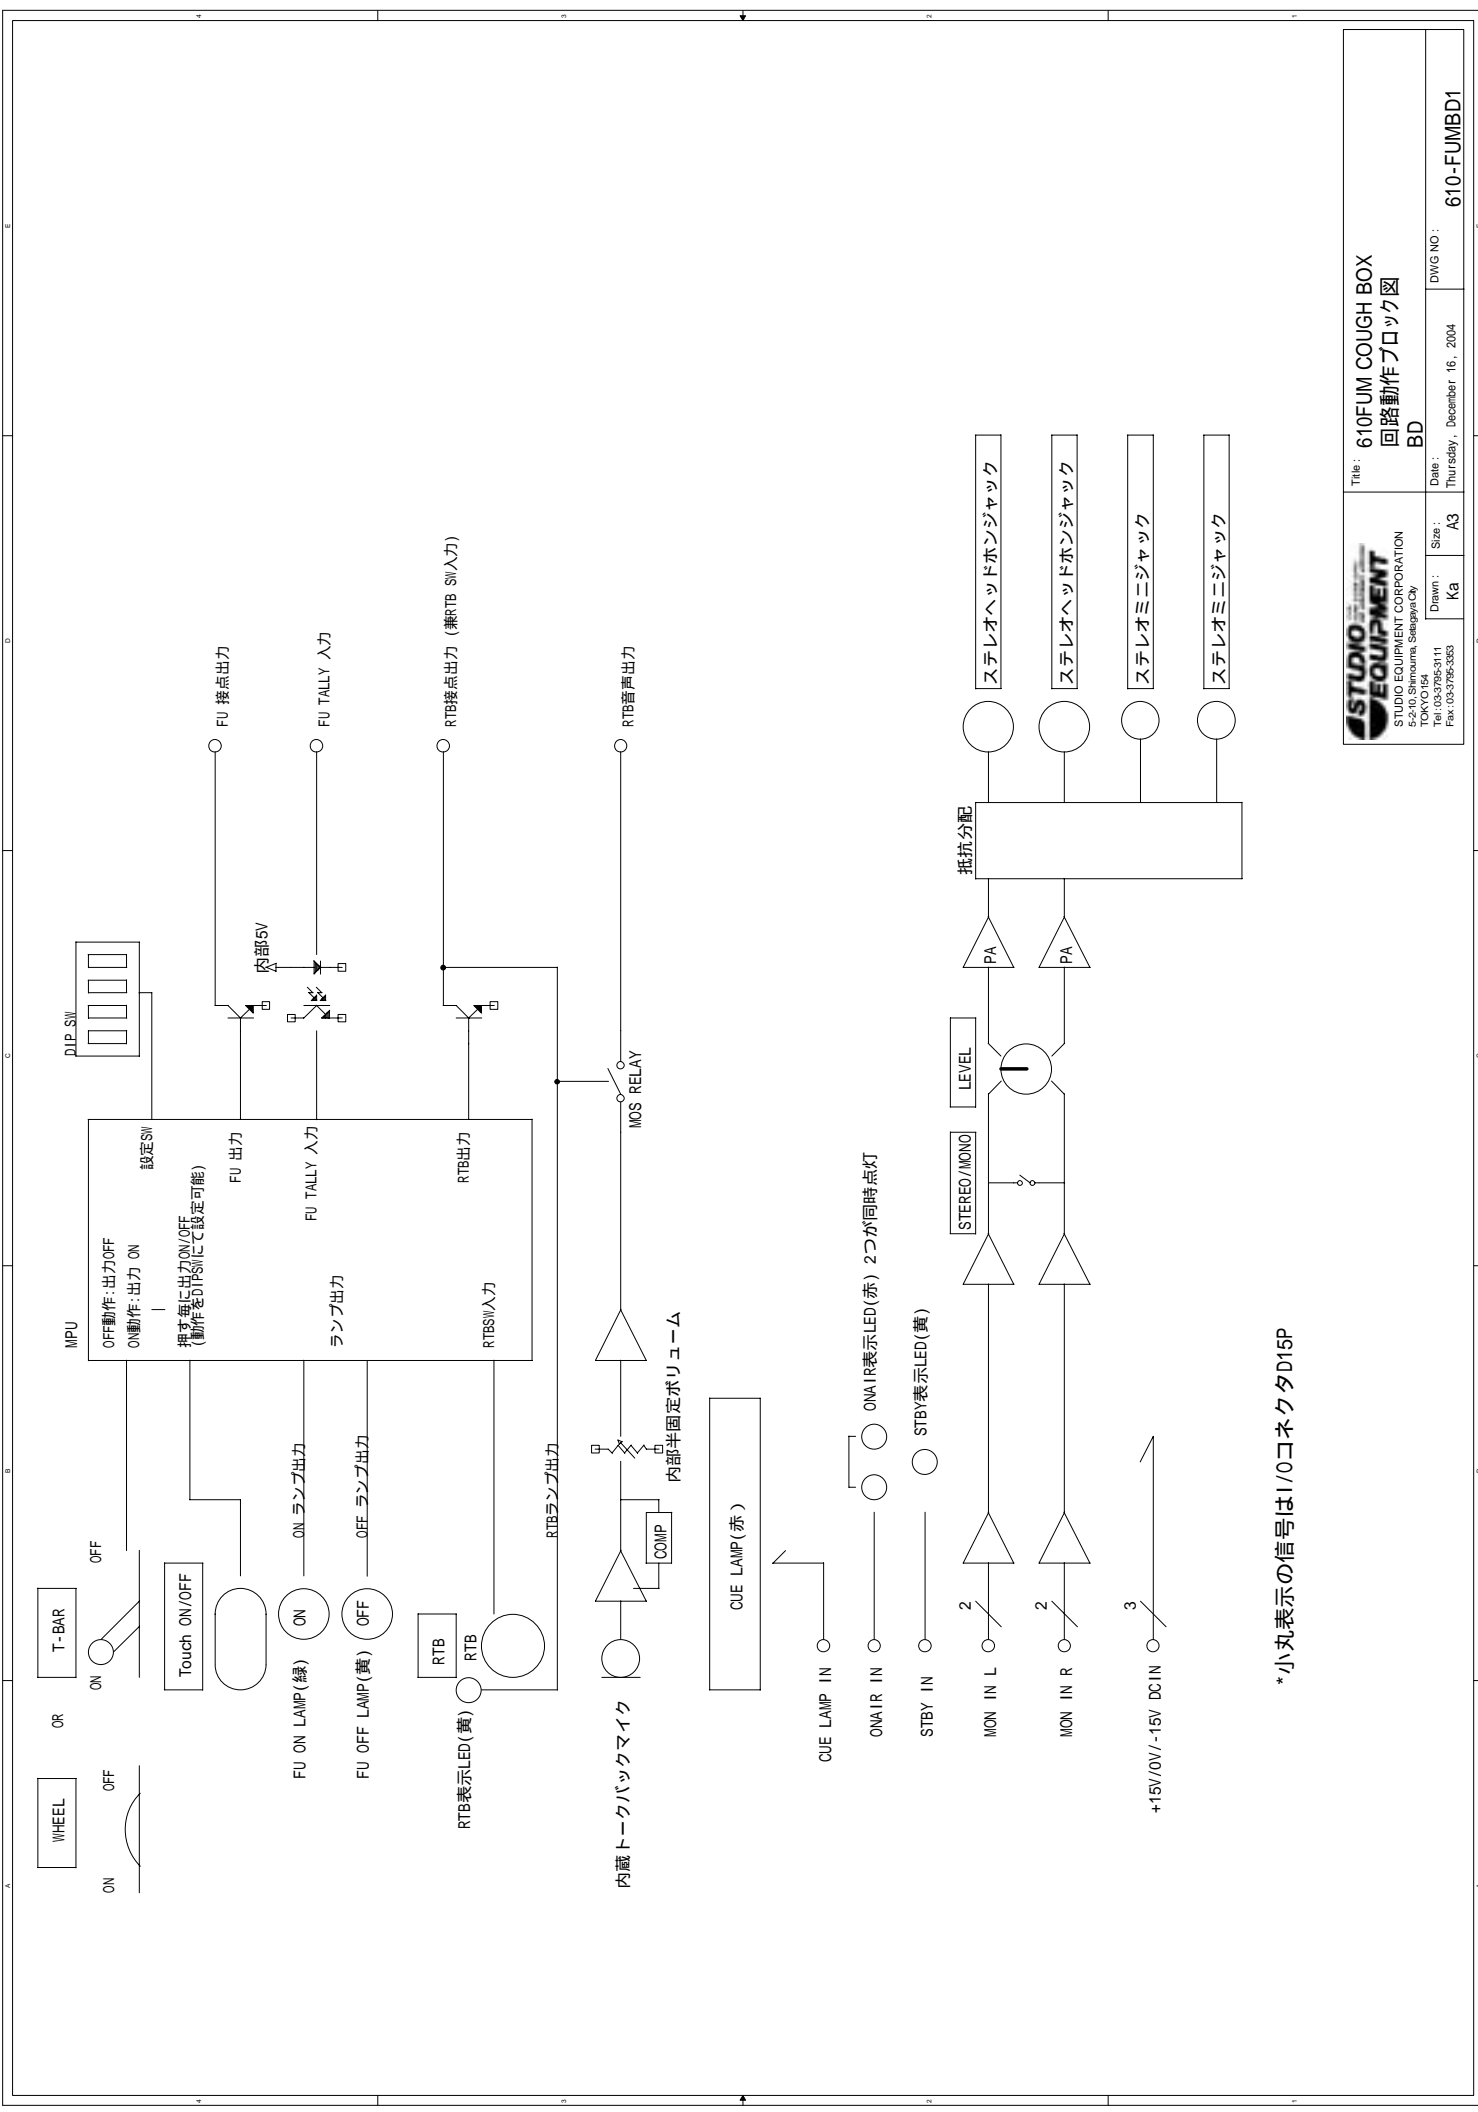 WHEEL
ON
OFF
OR
T-BAR
ON
OFF
Touch ON/OFF
FU ON LAMP(緑)
ON
ON ランプ出力
FU OFF LAMP(黄)
OFF
OFF ランプ出力
RTB
RTB
RTB表示LED(黄)
RTBランプ出力
MPU
OFF動作:出力OFF
ON動作:出力 ON
押す毎に出力ON/OFF
(動作をDIPSWにて設定可能)
ランプ出力
RTBSW入力
設定SW
FU 出力
FU TALLY 入力
RTB出力
DIP SW
内部5V
FU 接点出力
FU TALLY 入力
RTB接点出力 (兼RTB SW入力)
RTB音声出力
MOS RELAY
内蔵トークバックマイク
COMP
内部半固定ボリューム
CUE LAMP(赤)
CUE LAMP IN
ONAIR IN
ONAIR表示LED(赤) 2つが同時点灯
STBY IN
STBY表示LED(黄)
MON IN L
2
MON IN R
2
+15V/0V/-15V DCIN
3
STEREO/MONO
LEVEL
PA
PA
抵抗分配
ステレオヘッドホンジャック
ステレオヘッドホンジャック
ステレオミニジャック
ステレオミニジャック
*小丸表示の信号はI/OコネクタD15P
STUDIO
EQUIPMENT
STUDIO EQUIPMENT CORPORATION
5-2-10, Shimouma, Setagaya City
TOKYO 154
Tel : 03-3795-3111
Fax : 03-3795-3353
Title :
610FUM COUGH BOX
回路動作ブロック図
BD
Drawn :
Ka
Size :
A3
Date :
Thursday, December 16, 2004
DWG NO :
610-FUMBD1
A
B
C
D
E
4
3
2
1
4
3
2
1